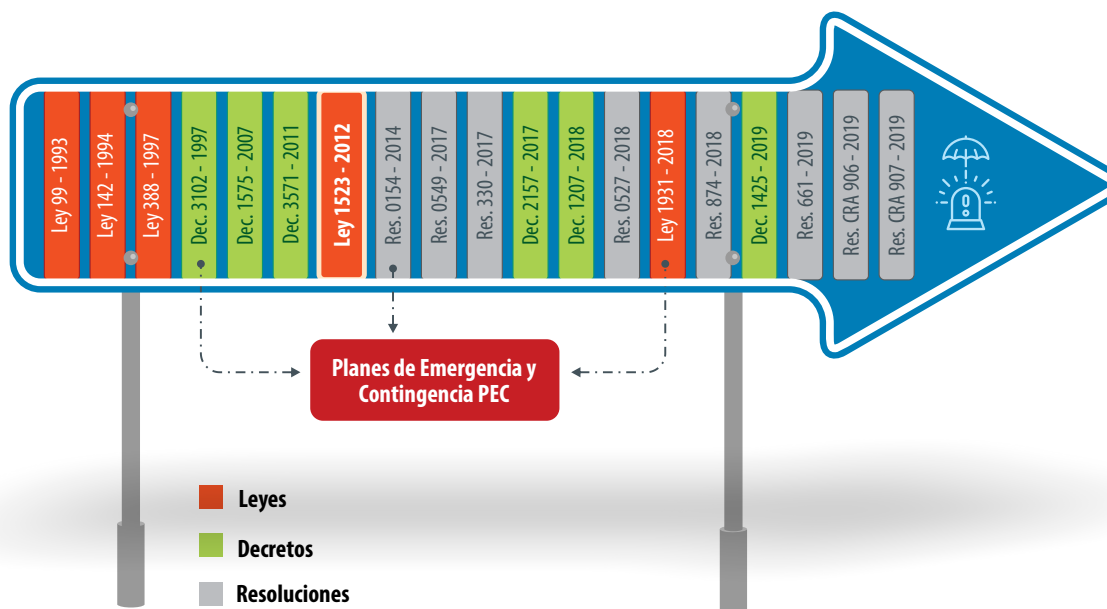 Ley 99 - 1993
Ley 142 - 1994
Ley 388 - 1997
Dec. 3102 - 1997
Dec. 1575 - 2007
Dec. 3571 - 2011
Ley 1523 - 2012
Res. 0154 - 2014
Res. 0549 - 2017
Res. 330 - 2017
Dec. 2157 - 2017
Dec. 1207 - 2018
Res. 0527 - 2018
Ley 1931 - 2018
Res. 874 - 2018
Dec. 1425 - 2019
Res. 661 - 2019
Res. CRA 906 - 2019
Res. CRA 907 - 2019
Planes de Emergencia y
Contingencia PEC
Leyes
Decretos
Resoluciones